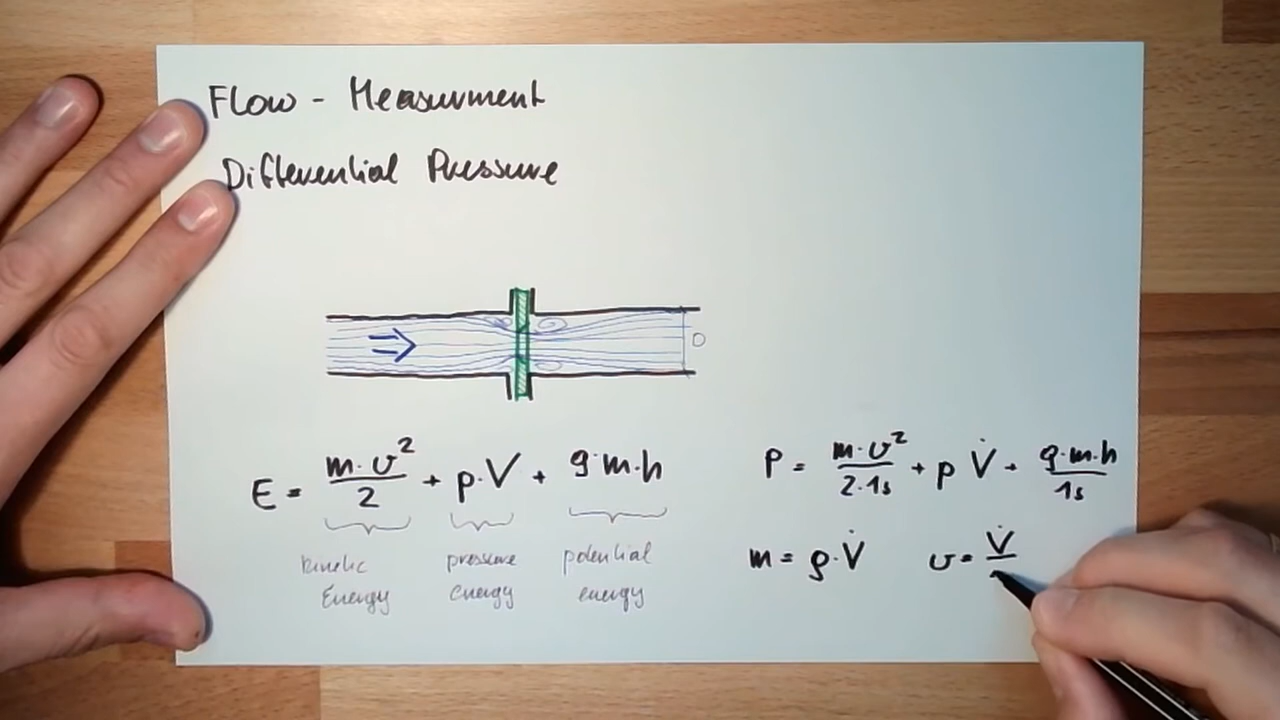 Flow - Measurment
Differential Pressure
D
E = m·v²/2 + p·V + g·m·h
kinetic Energy
pressure energy
potential energy
P = m·v²/2·1s + p V̇ + g·m·h/1s
m = ρ·V̇
v = V̇/